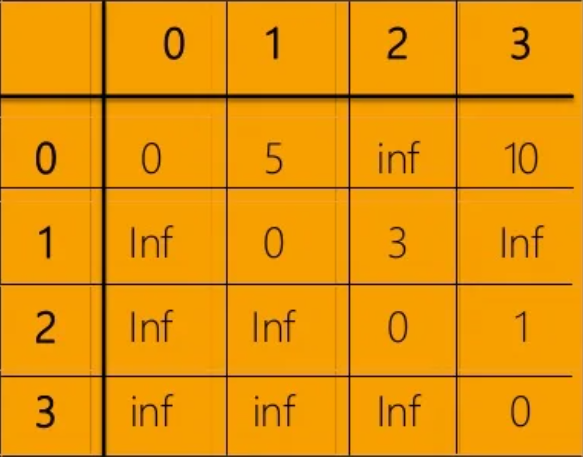 0 1 2 3
0 0 5 inf 10
1 Inf 0 3 Inf
2 Inf Inf 0 1
3 inf inf Inf 0